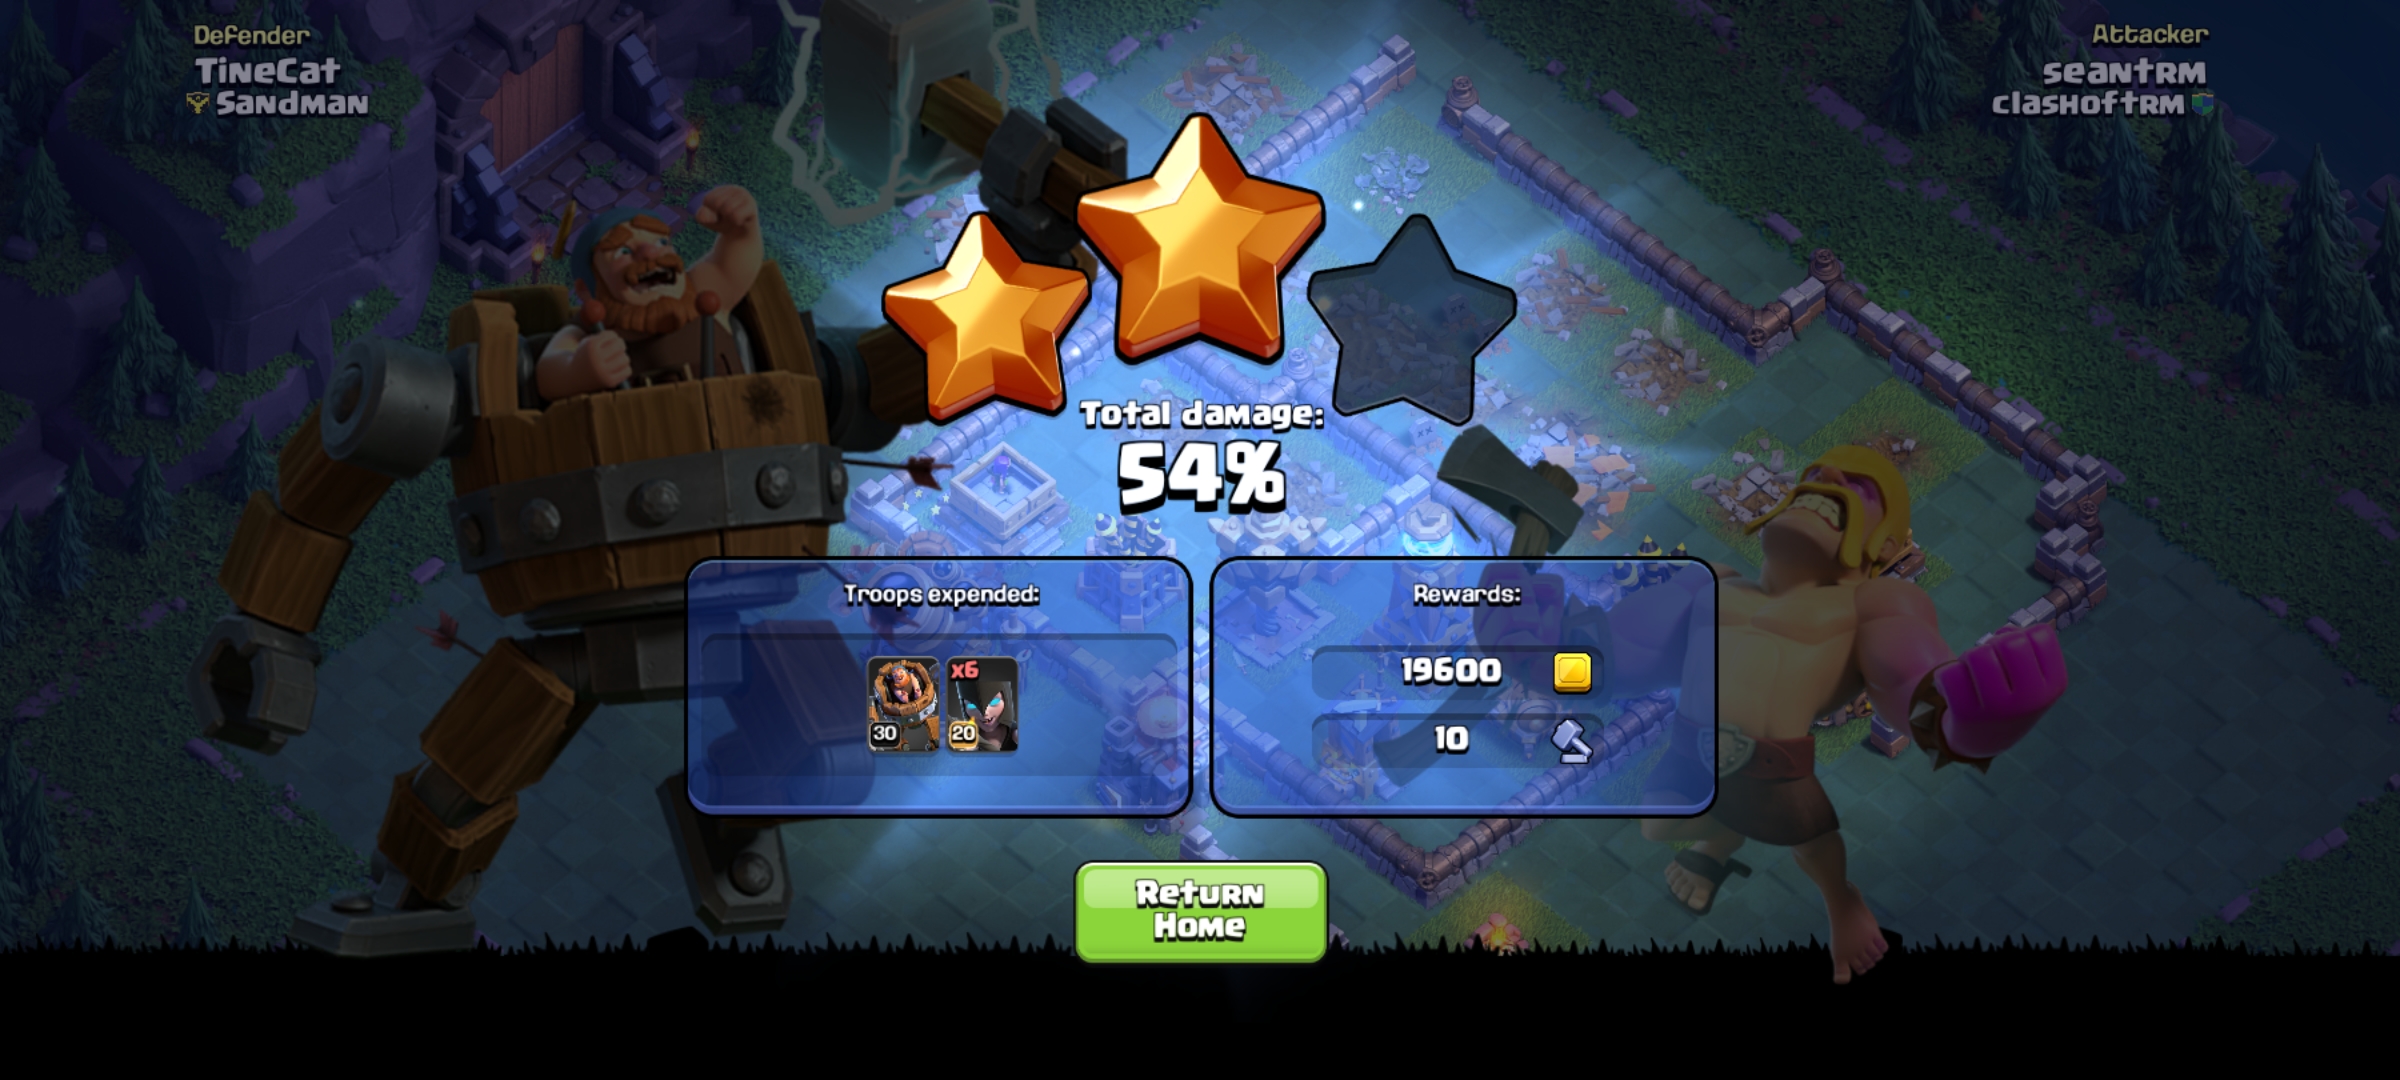 Defender
TineCat
Sandman
Attacker
seantRM
clashoftRM
Total damage:
54%
Troops expended:
30
x6
20
Rewards:
19600
10
Return
Home